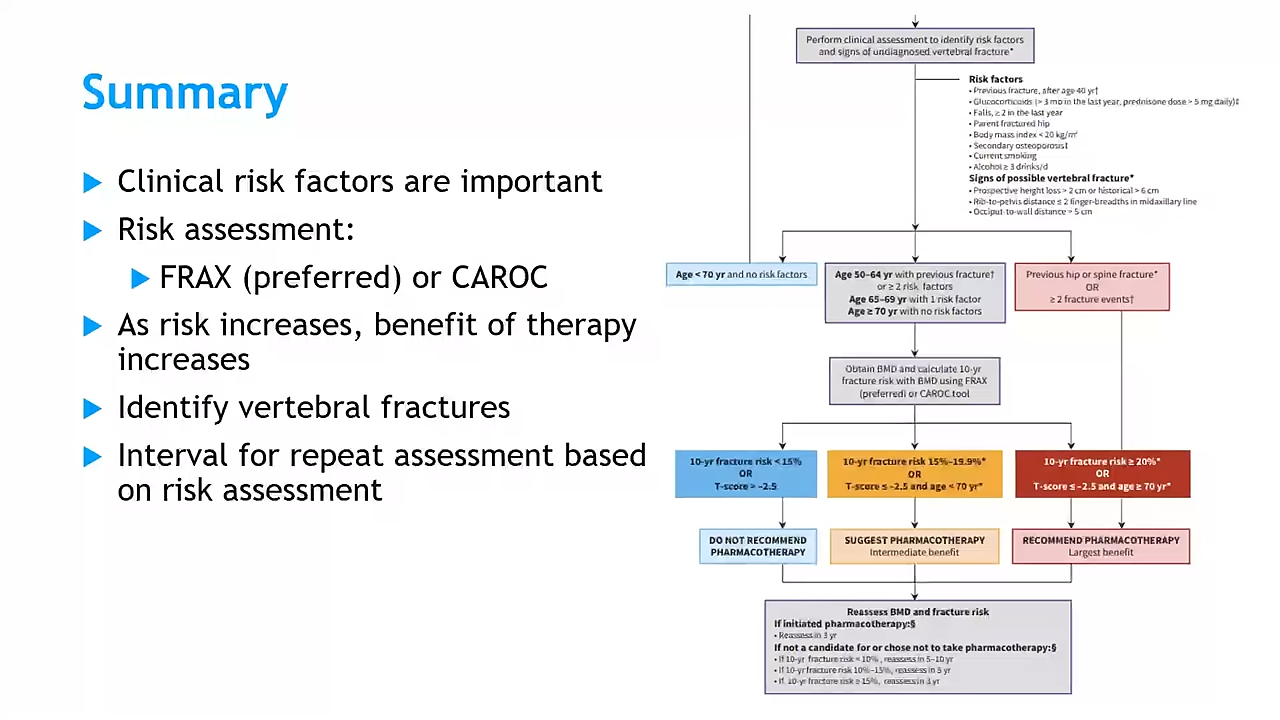 Summary
Clinical risk factors are important
Risk assessment:
FRAX (preferred) or CAROC
As risk increases, benefit of therapy
increases
Identify vertebral fractures
Interval for repeat assessment based
on risk assessment
Perform clinical assessment to identify risk factors
and signs of undiagnosed vertebral fracture*
Risk factors
• Previous fracture, after age 40 yr†
• Glucocorticoids (> 3 mo in the last year, prednisone dose > 5 mg daily)‡
• Falls, ≥ 2 in the last year
• Parent fractured hip
• Body mass index < 20 kg/m²
• Secondary osteoporosis‡
• Current smoking
• Alcohol ≥ 3 drinks/d
Signs of possible vertebral fracture*
• Prospective height loss > 2 cm or historical > 6 cm
• Rib-to-pelvis distance ≤ 2 finger-breadths in midaxillary line
• Occiput-to-wall distance > 5 cm
Age < 70 yr and no risk factors
Age 50–64 yr with previous fracture†
or ≥ 2 risk factors
Age 65–69 yr with 1 risk factor
Age ≥ 70 yr with no risk factors
Previous hip or spine fracture*
OR
≥ 2 fracture events†
Obtain BMD and calculate 10-yr
fracture risk with BMD using FRAX
(preferred) or CAROC tool
10-yr fracture risk < 15%
OR
T-score > –2.5
10-yr fracture risk 15%–19.9%*
OR
T-score ≤ –2.5 and age < 70 yr*
10-yr fracture risk ≥ 20%*
OR
T-score ≤ –2.5 and age ≥ 70 yr*
DO NOT RECOMMEND
PHARMACOTHERAPY
SUGGEST PHARMACOTHERAPY
Intermediate benefit
RECOMMEND PHARMACOTHERAPY
Largest benefit
Reassess BMD and fracture risk
If initiated pharmacotherapy:§
• Reassess in 3 yr
If not a candidate for or chose not to take pharmacotherapy:§
• If 10-yr fracture risk < 10%, reassess in 5–10 yr
• If 10-yr fracture risk 10%–15%, reassess in 5 yr
• If 10-yr fracture risk ≥ 15%, reassess in 3 yr